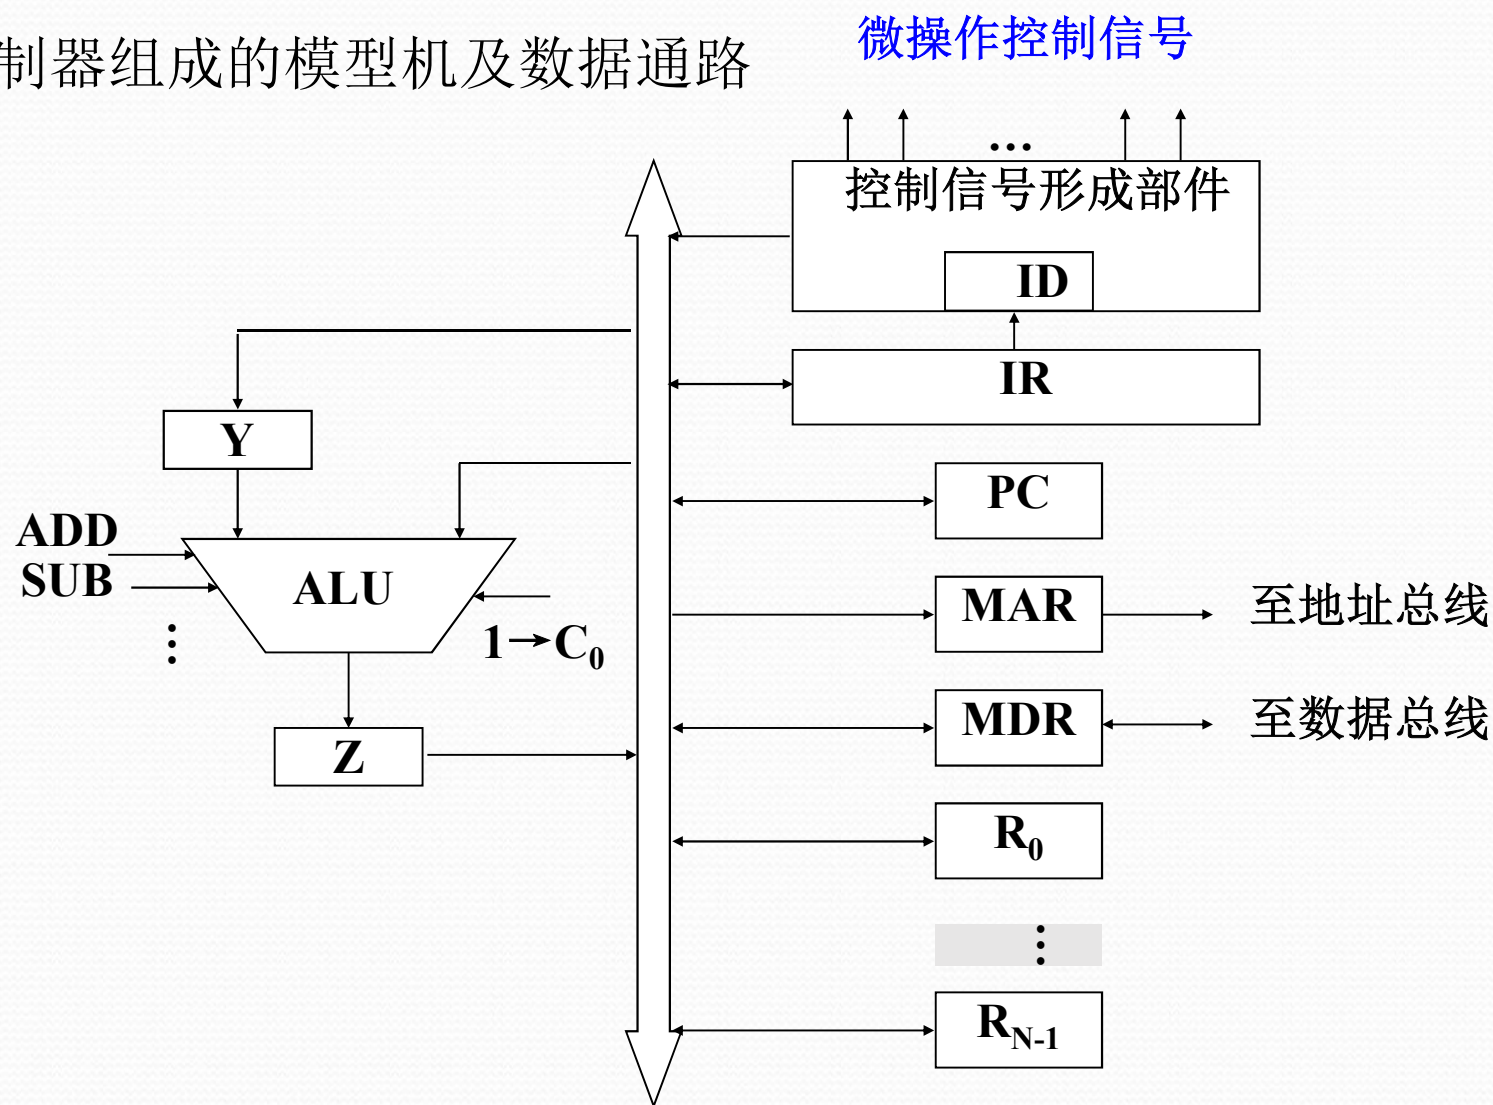 制器组成的模型机及数据通路
微操作控制信号
…
控制信号形成部件
ID
IR
Y
PC
ADD
SUB
⋮
ALU
1→C₀
MAR
至地址总线
MDR
至数据总线
Z
R₀
⋮
R_N-1